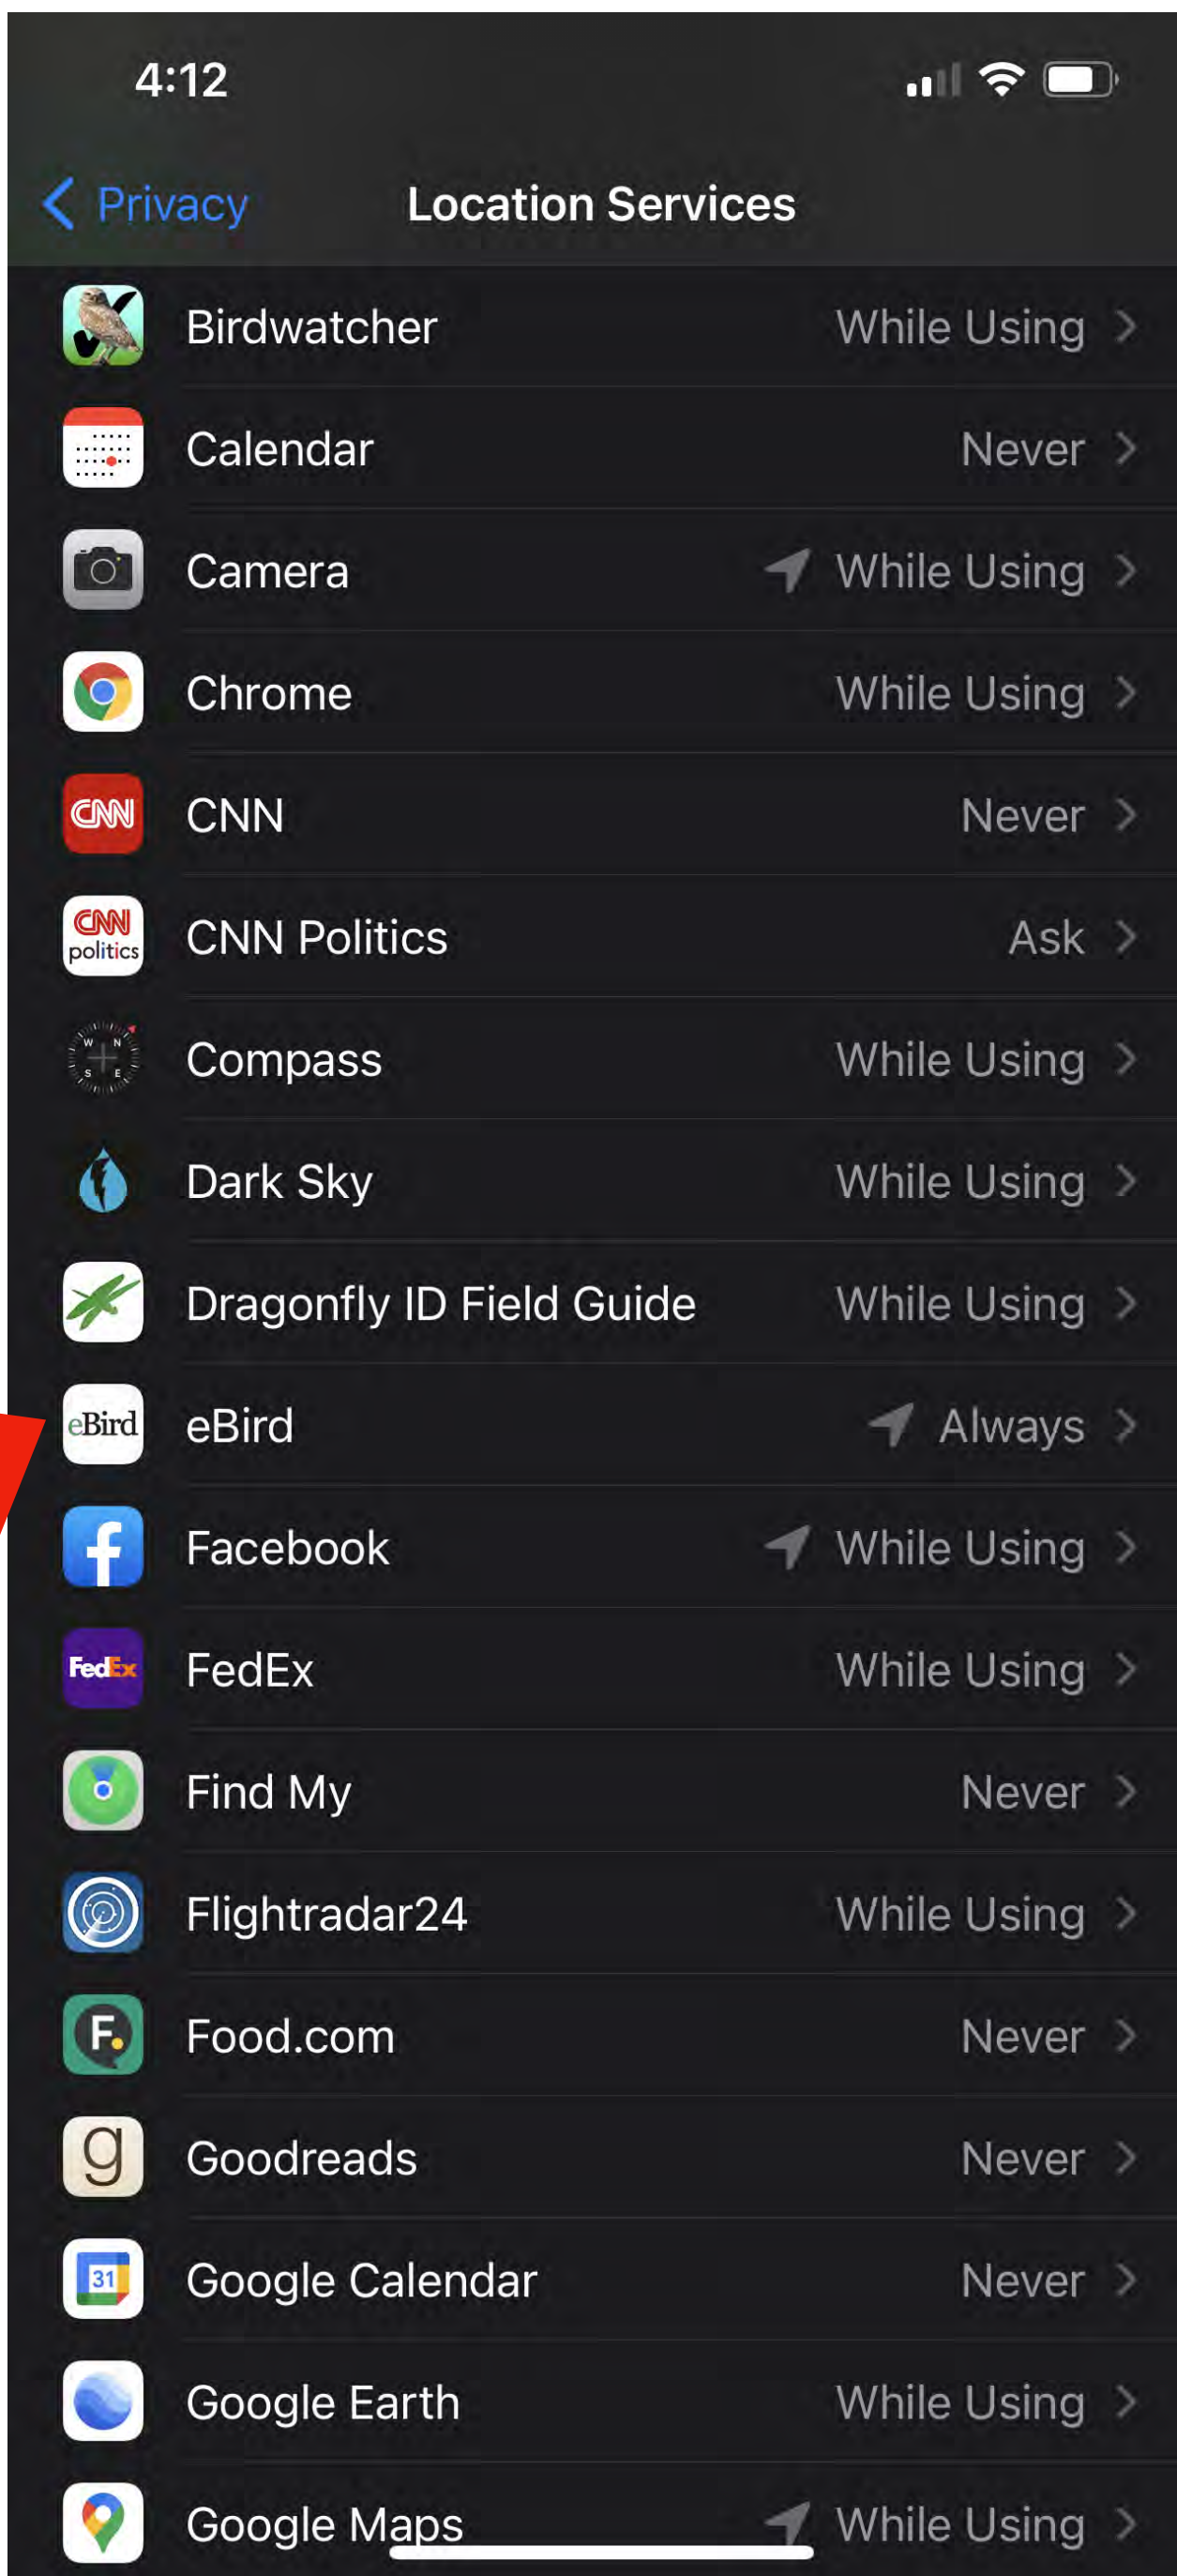 4:12
Privacy Location Services
Birdwatcher While Using
Calendar Never
Camera While Using
Chrome While Using
CNN CNN Never
CNN politics CNN Politics Ask
W N S E Compass While Using
Dark Sky While Using
Dragonfly ID Field Guide While Using
eBird eBird Always
f Facebook While Using
FedEx FedEx While Using
Find My Never
Flightradar24 While Using
F. Food.com Never
g Goodreads Never
31 Google Calendar Never
Google Earth While Using
Google Maps While Using